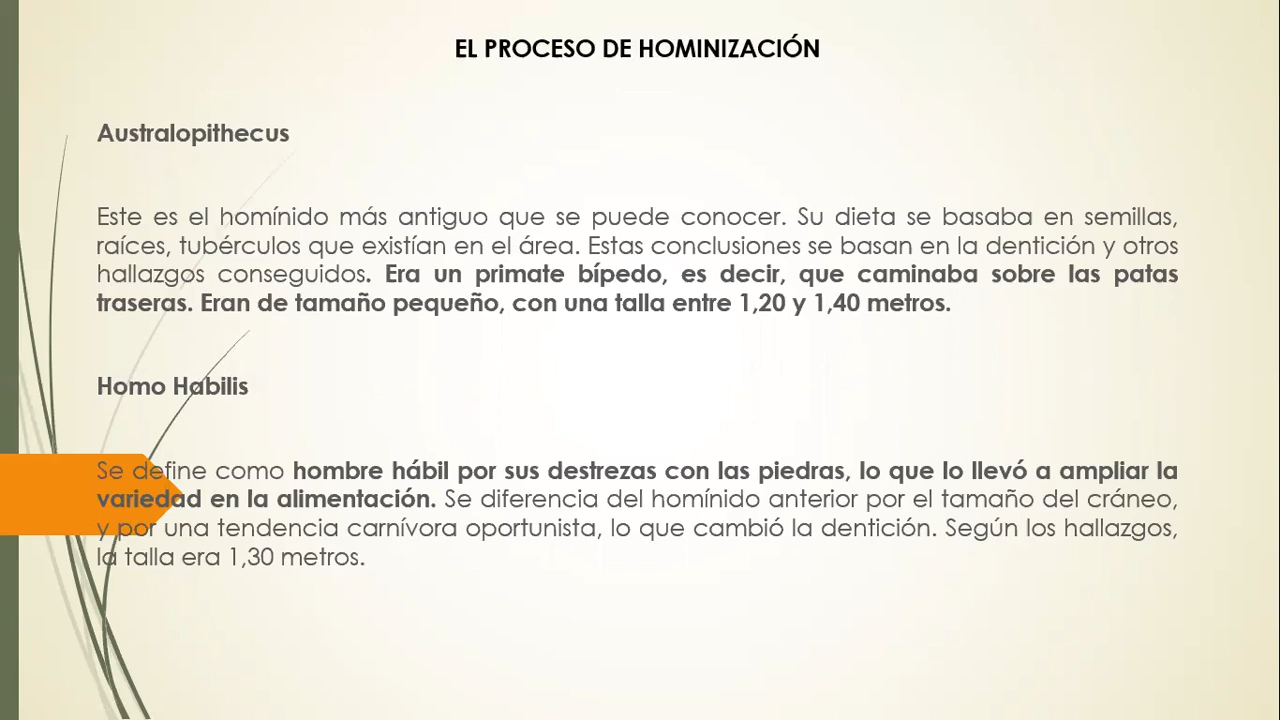 EL PROCESO DE HOMINIZACIÓN
Australopithecus
Este es el homínido más antiguo que se puede conocer. Su dieta se basaba en semillas,
raíces, tubérculos que existían en el área. Estas conclusiones se basan en la dentición y otros
hallazgos conseguidos. Era un primate bípedo, es decir, que caminaba sobre las patas
traseras. Eran de tamaño pequeño, con una talla entre 1,20 y 1,40 metros.
Homo Habilis
Se define como hombre hábil por sus destrezas con las piedras, lo que lo llevó a ampliar la
variedad en la alimentación. Se diferencia del homínido anterior por el tamaño del cráneo,
y por una tendencia carnívora oportunista, lo que cambió la dentición. Según los hallazgos,
la talla era 1,30 metros.